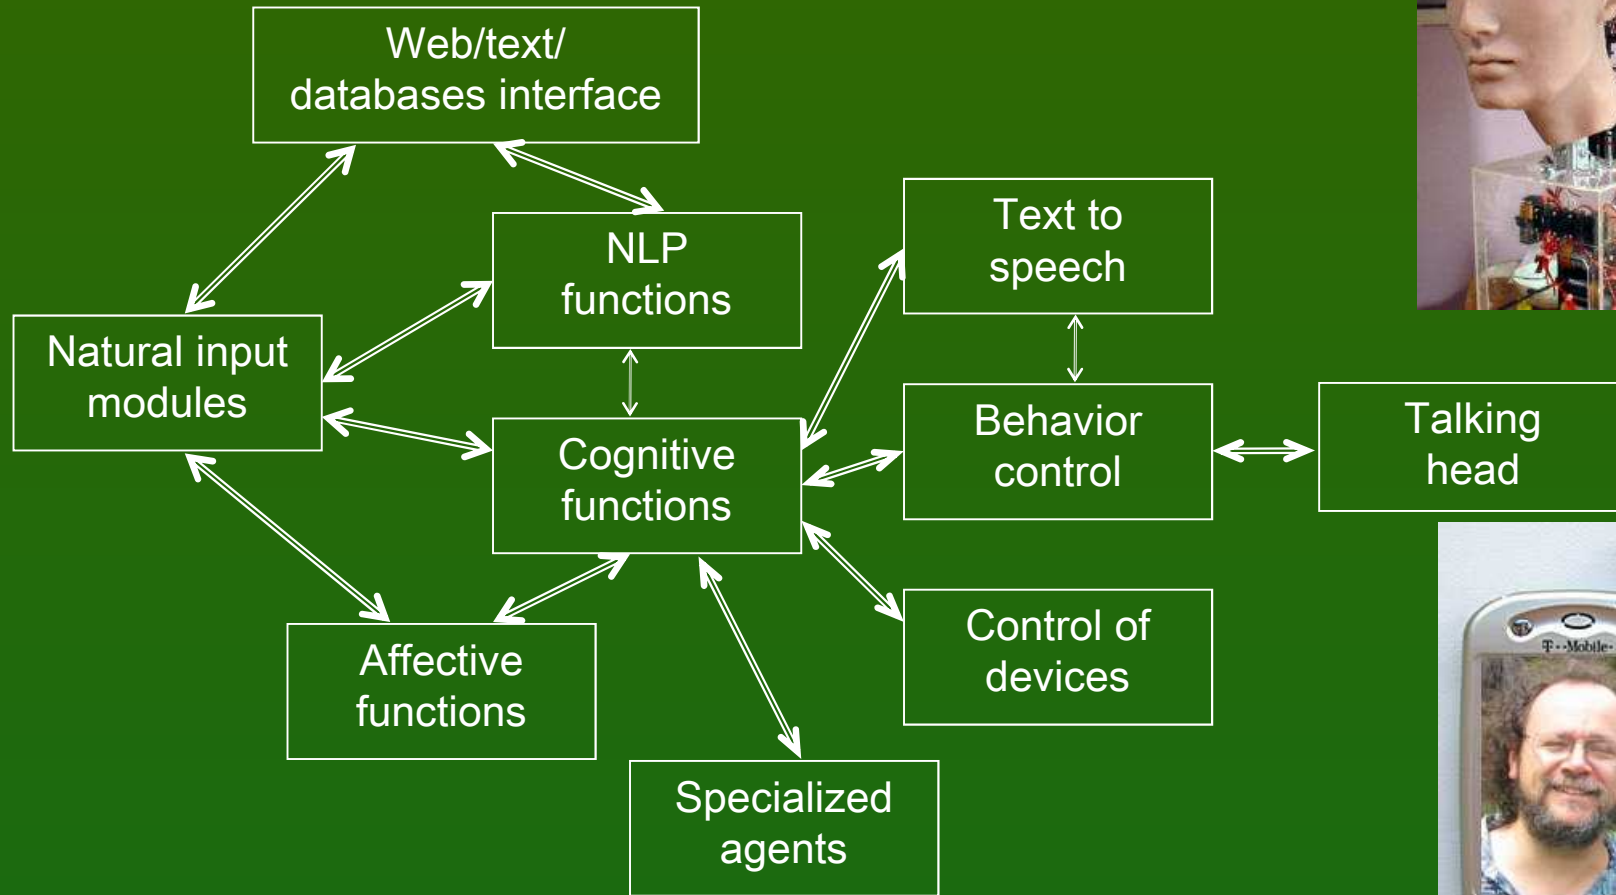 Web/text/
databases interface
NLP
functions
Text to
speech
Natural input
modules
Cognitive
functions
Behavior
control
Talking
head
Affective
functions
Control of
devices
Specialized
agents
T··Mobile·